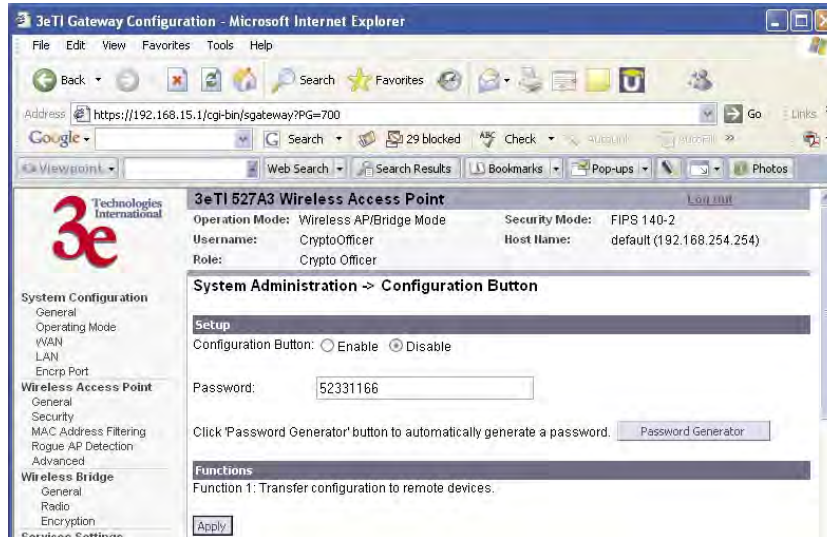 3eTI Gateway Configuration - Microsoft Internet Explorer
File Edit View Favorites Tools Help
Back Search Favorites
Address https://192.168.15.1/cgi-bin/sgateway?PG=700 Go Links
Google Search 29 blocked ABC Check AutoLink AutoFill
Viewpoint Web Search Search Results Bookmarks Pop-ups Photos
3e Technologies International
3eTI 527A3 Wireless Access Point Log out
Operation Mode: Wireless AP/Bridge Mode Security Mode: FIPS 140-2
Username: CryptoOfficer Host Name: default (192.168.254.254)
Role: Crypto Officer
System Configuration
General
Operating Mode
WAN
LAN
Encrp Port
Wireless Access Point
General
Security
MAC Address Filtering
Rogue AP Detection
Advanced
Wireless Bridge
General
Radio
Encryption
Services Settings
System Administration -> Configuration Button
Setup
Configuration Button: Enable Disable
Password: 52331166
Click 'Password Generator' button to automatically generate a password. Password Generator
Functions
Function 1: Transfer configuration to remote devices.
Apply